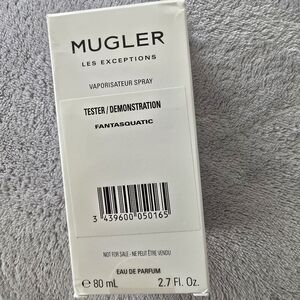 MUGLER
LES EXCEPTIONS
VAPORISATEUR SPRAY
TESTER / DEMONSTRATION
FANTASQUATIC
3 439600 050165
NOT FOR SALE - NE PEUT ÊTRE VENDU
EAU DE PARFUM
℮ 80 mL 2.7 Fl. Oz.